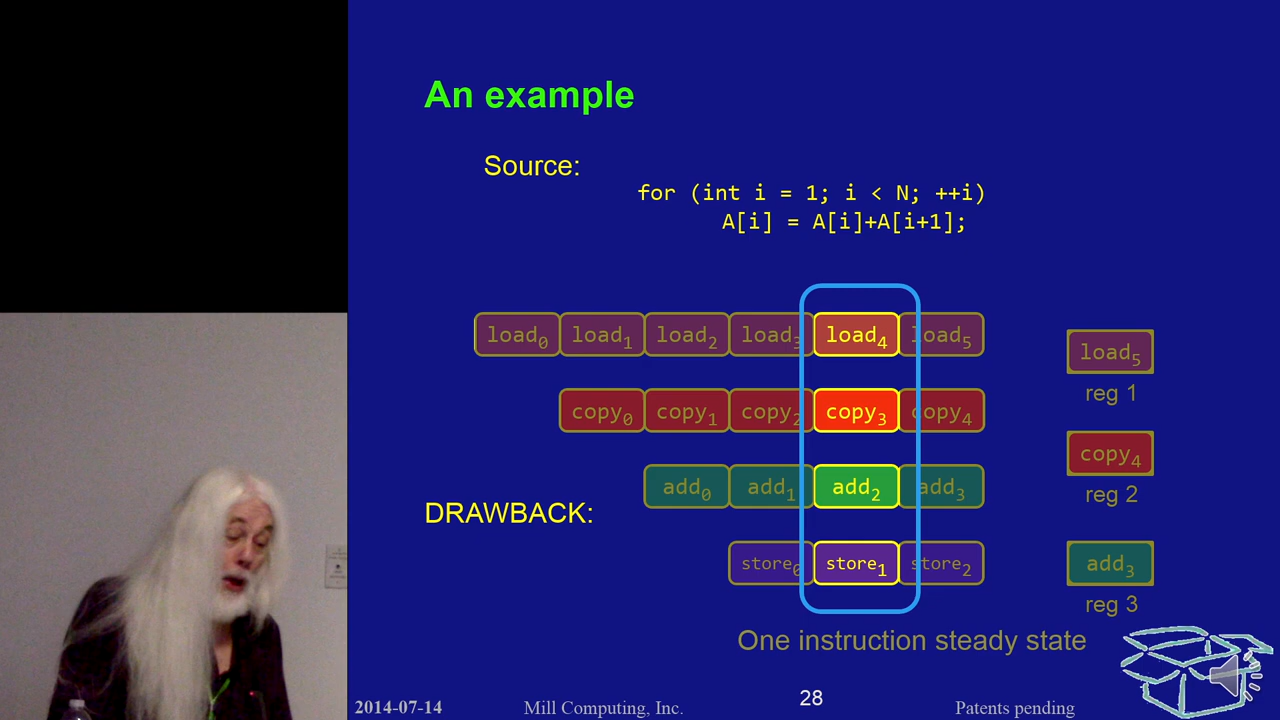 An example
Source:
for (int i = 1; i < N; ++i)
A[i] = A[i]+A[i+1];
load0 load1 load2 load3 load4 load5
copy0 copy1 copy2 copy3 copy4
add0 add1 add2 add3
DRAWBACK:
store0 store1 store2
load5
reg 1
copy4
reg 2
add3
reg 3
One instruction steady state
2014-07-14 Mill Computing, Inc. 28 Patents pending